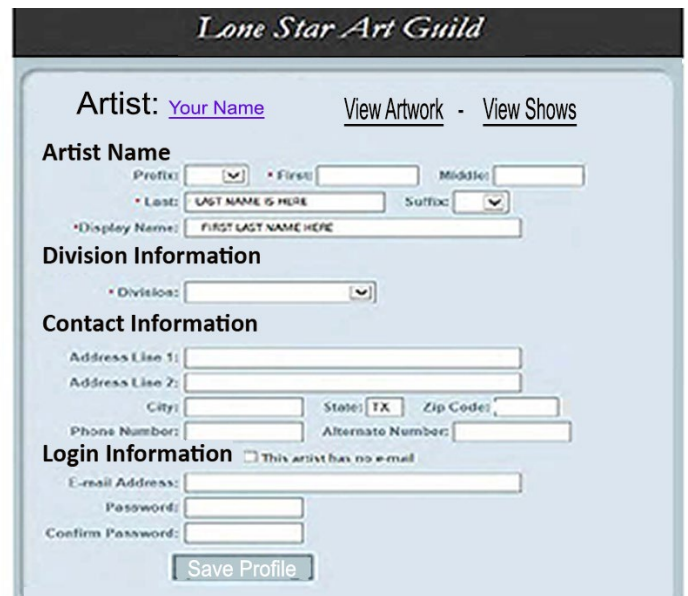 Lone Star Art Guild
Artist: Your Name View Artwork - View Shows
Artist Name
Prefix: * First: Middle:
* Last: LAST NAME IS HERE Suffix:
*Display Name: FIRST LAST NAME HERE
Division Information
* Division:
Contact Information
Address Line 1:
Address Line 2:
City: State: TX Zip Code:
Phone Number: Alternate Number:
Login Information This artist has no e-mail
E-mail Address:
Password:
Confirm Password:
Save Profile